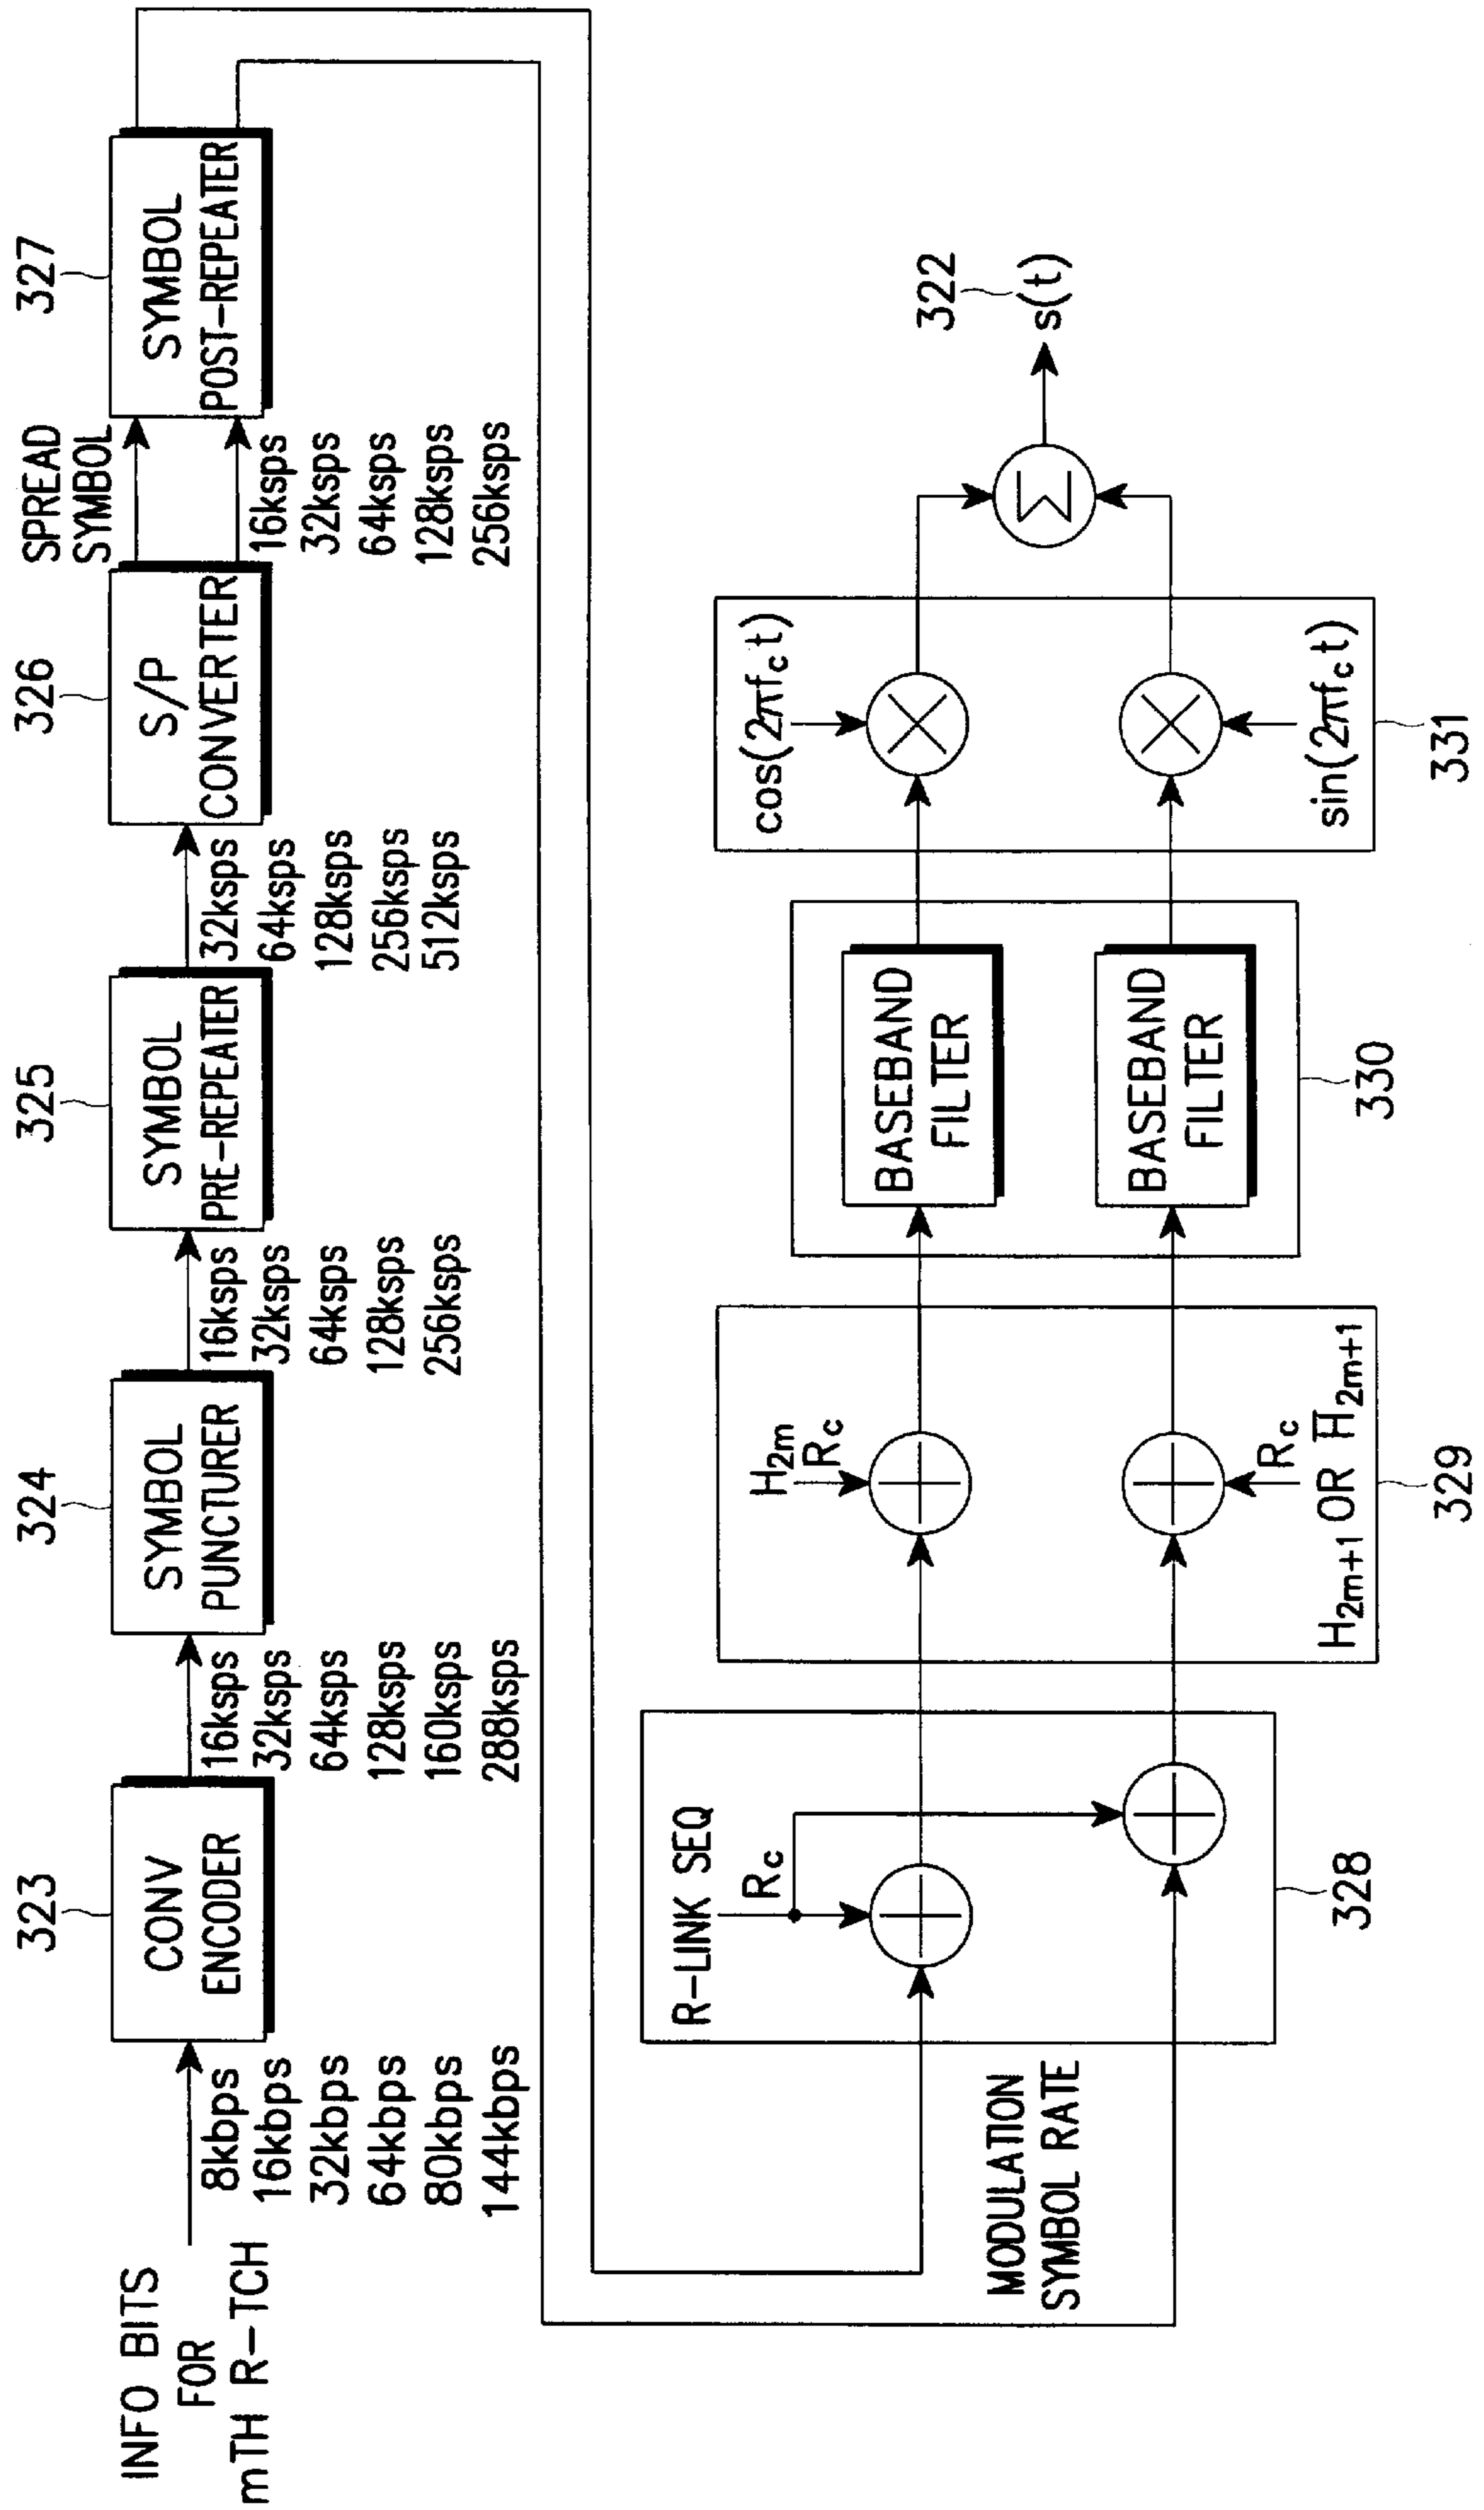 INFO BITS
FOR
mTH R-TCH
8kbps
16kbps
32kbps
64kbps
80kbps
144kbps
323
CONV
ENCODER
16ksps
32ksps
64ksps
128ksps
160ksps
288ksps
324
SYMBOL
PUNCTURER
16ksps
32ksps
64ksps
128ksps
256ksps
325
SYMBOL
PRE-REPEATER
32ksps
64ksps
128ksps
256ksps
512ksps
326
S/P
CONVERTER
SPREAD
SYMBOL
16ksps
32ksps
64ksps
128ksps
256ksps
327
SYMBOL
POST-REPEATER
MODULATION
SYMBOL RATE
R-LINK SEQ
Rc
328
H2m
Rc
Rc
H2m+1 OR H̅2m+1
329
BASEBAND
FILTER
BASEBAND
FILTER
330
cos(2πfct)
sin(2πfct)
331
Σ
322
s(t)